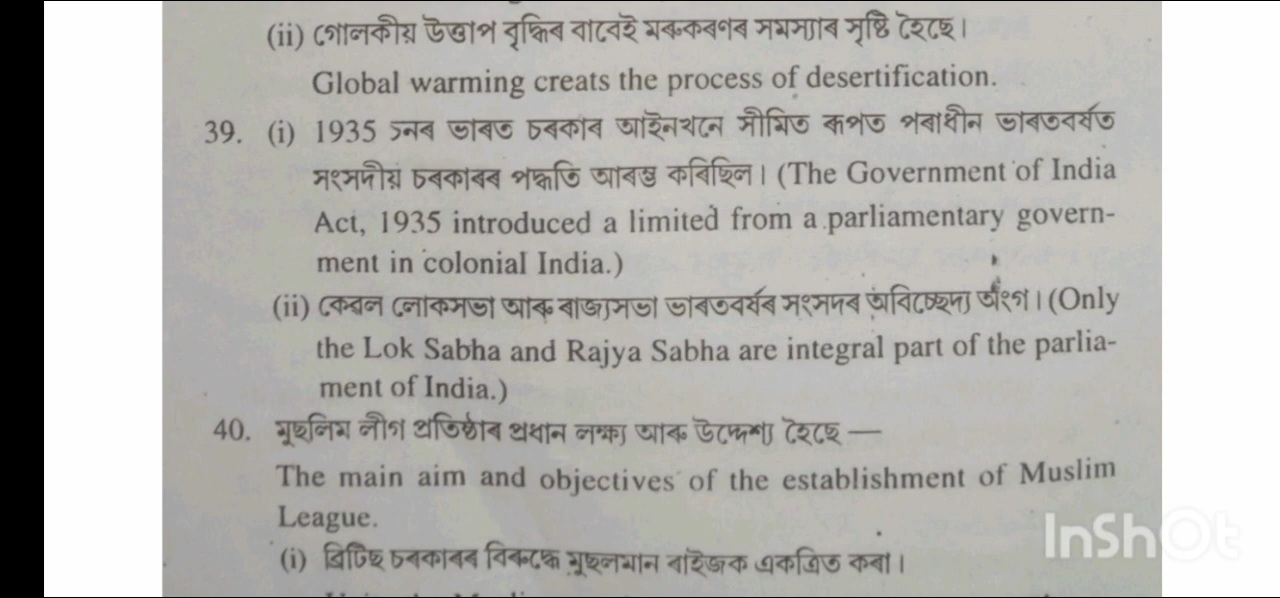 (ii) গোলকীয় উত্তাপ বৃদ্ধিৰ বাবেই মৰুকৰণৰ সমস্যাৰ সৃষ্টি হৈছে।
Global warming creats the process of desertification.
39. (i) 1935 চনৰ ভাৰত চৰকাৰ আইনখনে সীমিত ৰূপত পৰাধীন ভাৰতবৰ্ষত
সংসদীয় চৰকাৰৰ পদ্ধতি আৰম্ভ কৰিছিল। (The Government of India
Act, 1935 introduced a limited from a parliamentary govern-
ment in colonial India.)
(ii) কেৱল লোকসভা আৰু ৰাজ্যসভা ভাৰতবৰ্ষৰ সংসদৰ অবিচ্ছেদ্য অংগ। (Only
the Lok Sabha and Rajya Sabha are integral part of the parlia-
ment of India.)
40. মুছলিম লীগ প্ৰতিষ্ঠাৰ প্ৰধান লক্ষ্য আৰু উদ্দেশ্য হৈছে —
The main aim and objectives of the establishment of Muslim
League.
(i) ব্ৰিটিছ চৰকাৰৰ বিৰুদ্ধে মুছলমান ৰাইজক একত্ৰিত কৰা।
InShOt